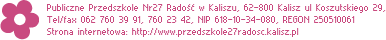 Publiczne Przedszkole Nr27 Radość w Kaliszu, 62-800 Kalisz ul Koszutskiego 29,
Tel/fax 062 760 39 91, 760 23 42, NIP 618-10-34-080, REGON 250510061
Strona internetowa: http://www.przedszkole27radosc.kalisz.pl